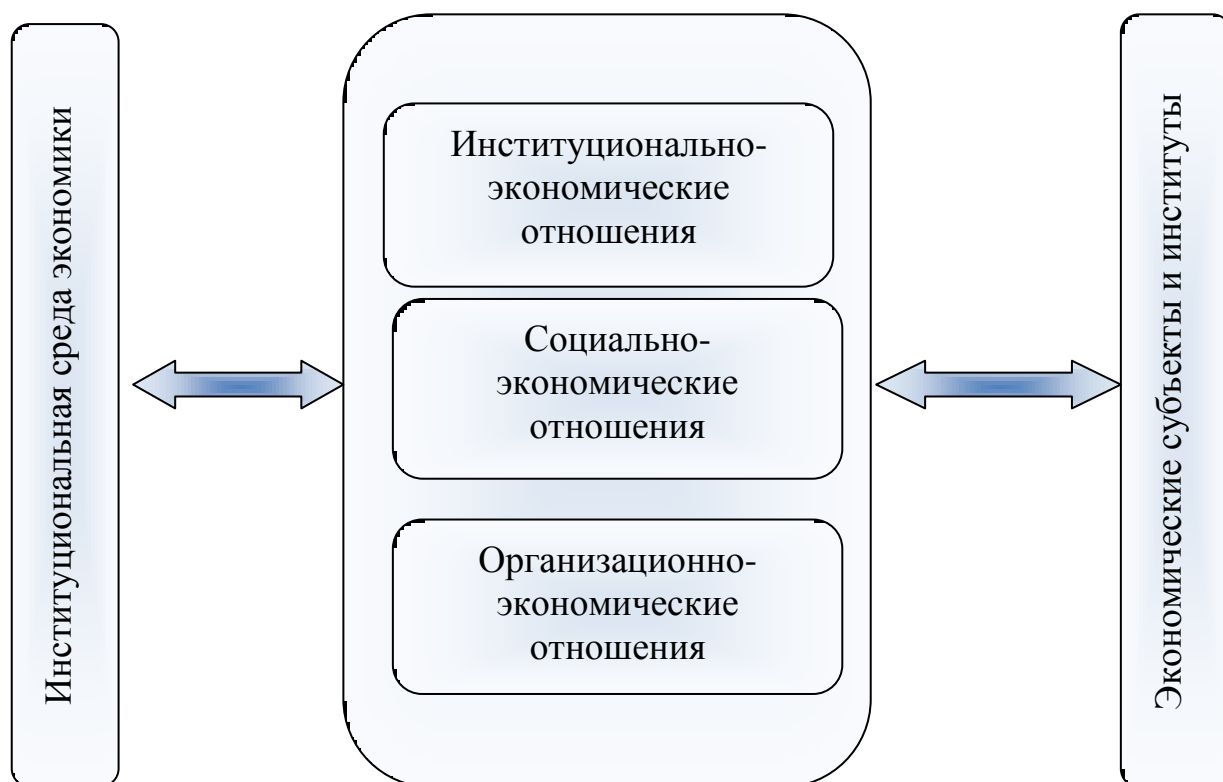 Институциональная среда экономики
Институционально-
экономические
отношения
Социально-
экономические
отношения
Организационно-
экономические
отношения
Экономические субъекты и институты